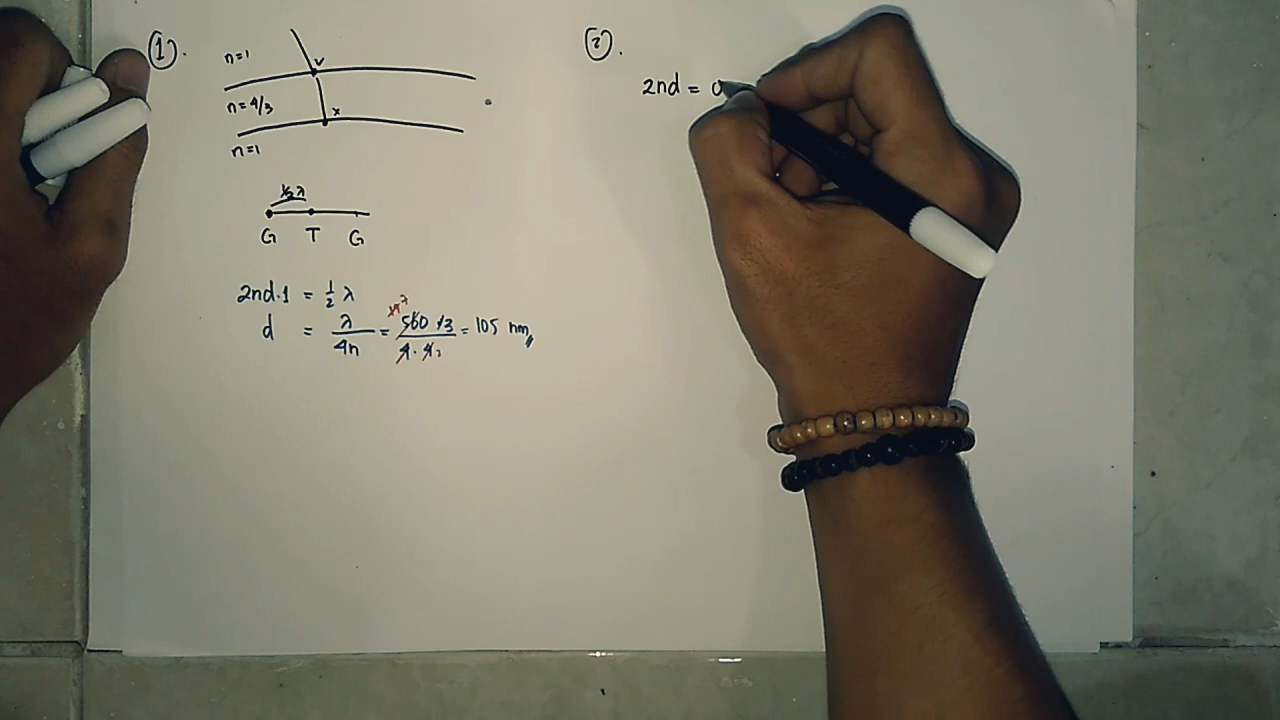 ①.
n=1
v
n=4/3
x
n=1
½λ
G T G
2nd.1 = 1/2 λ
d = λ/4n = 560 .3/4.4 = 105 nm
②.
2nd =